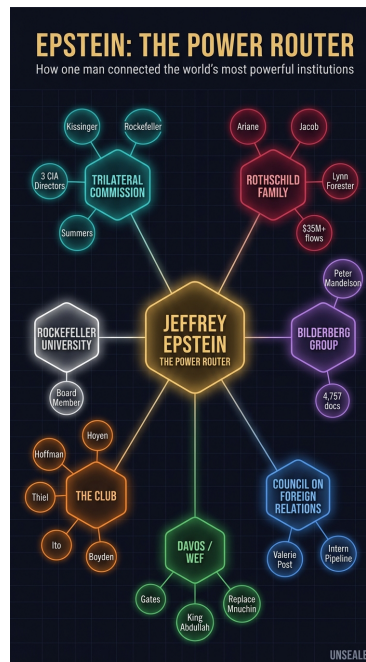 EPSTEIN: THE POWER ROUTER
How one man connected the world's most powerful institutions
Kissinger
Rockefeller
3 CIA
Directors
TRILATERAL
COMMISSION
Summers
Ariane
Jacob
ROTHSCHILD
FAMILY
Lynn
Forester
$35M+
flows
Peter
Mandelson
ROCKEFELLER
UNIVERSITY
Board
Member
JEFFREY
EPSTEIN
THE POWER ROUTER
BILDERBERG
GROUP
4,757
docs
Hoyen
Hoffman
Thiel
THE CLUB
Ito
Boyden
COUNCIL ON
FOREIGN
RELATIONS
Valerie
Post
Intern
Pipeline
DAVOS /
WEF
Gates
King
Abdullah
Replace
Mnuchin